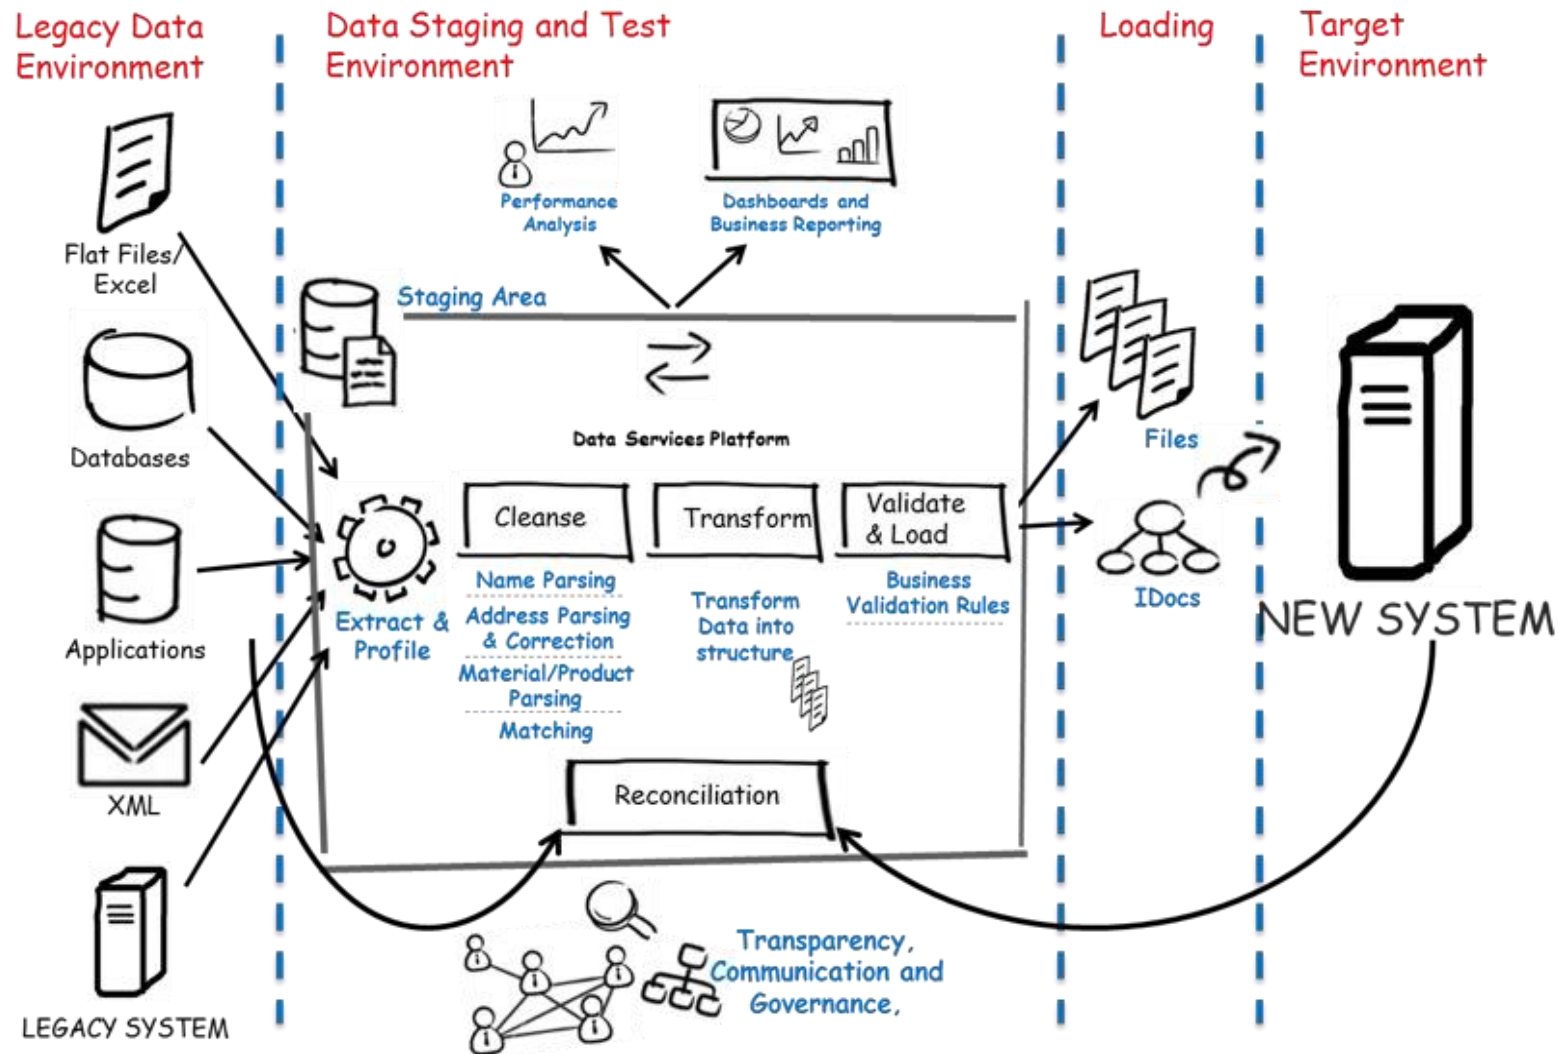 Legacy Data
Environment
Data Staging and Test
Environment
Loading
Target
Environment
Flat Files/
Excel
Databases
Applications
XML
LEGACY SYSTEM
Performance
Analysis
Dashboards and
Business Reporting
Staging Area
Data Services Platform
Extract &
Profile
Cleanse
Name Parsing
Address Parsing
& Correction
Material/Product
Parsing
Matching
Transform
Transform
Data into
structure
Validate
& Load
Business
Validation Rules
Reconciliation
Transparency,
Communication and
Governance,
Files
IDocs
NEW SYSTEM